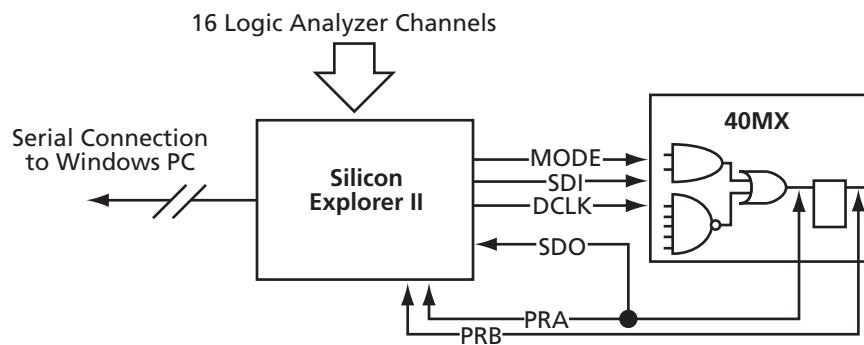 16 Logic Analyzer Channels
Serial Connection
to Windows PC
Silicon
Explorer II
MODE
SDI
DCLK
SDO
PRA
PRB
40MX